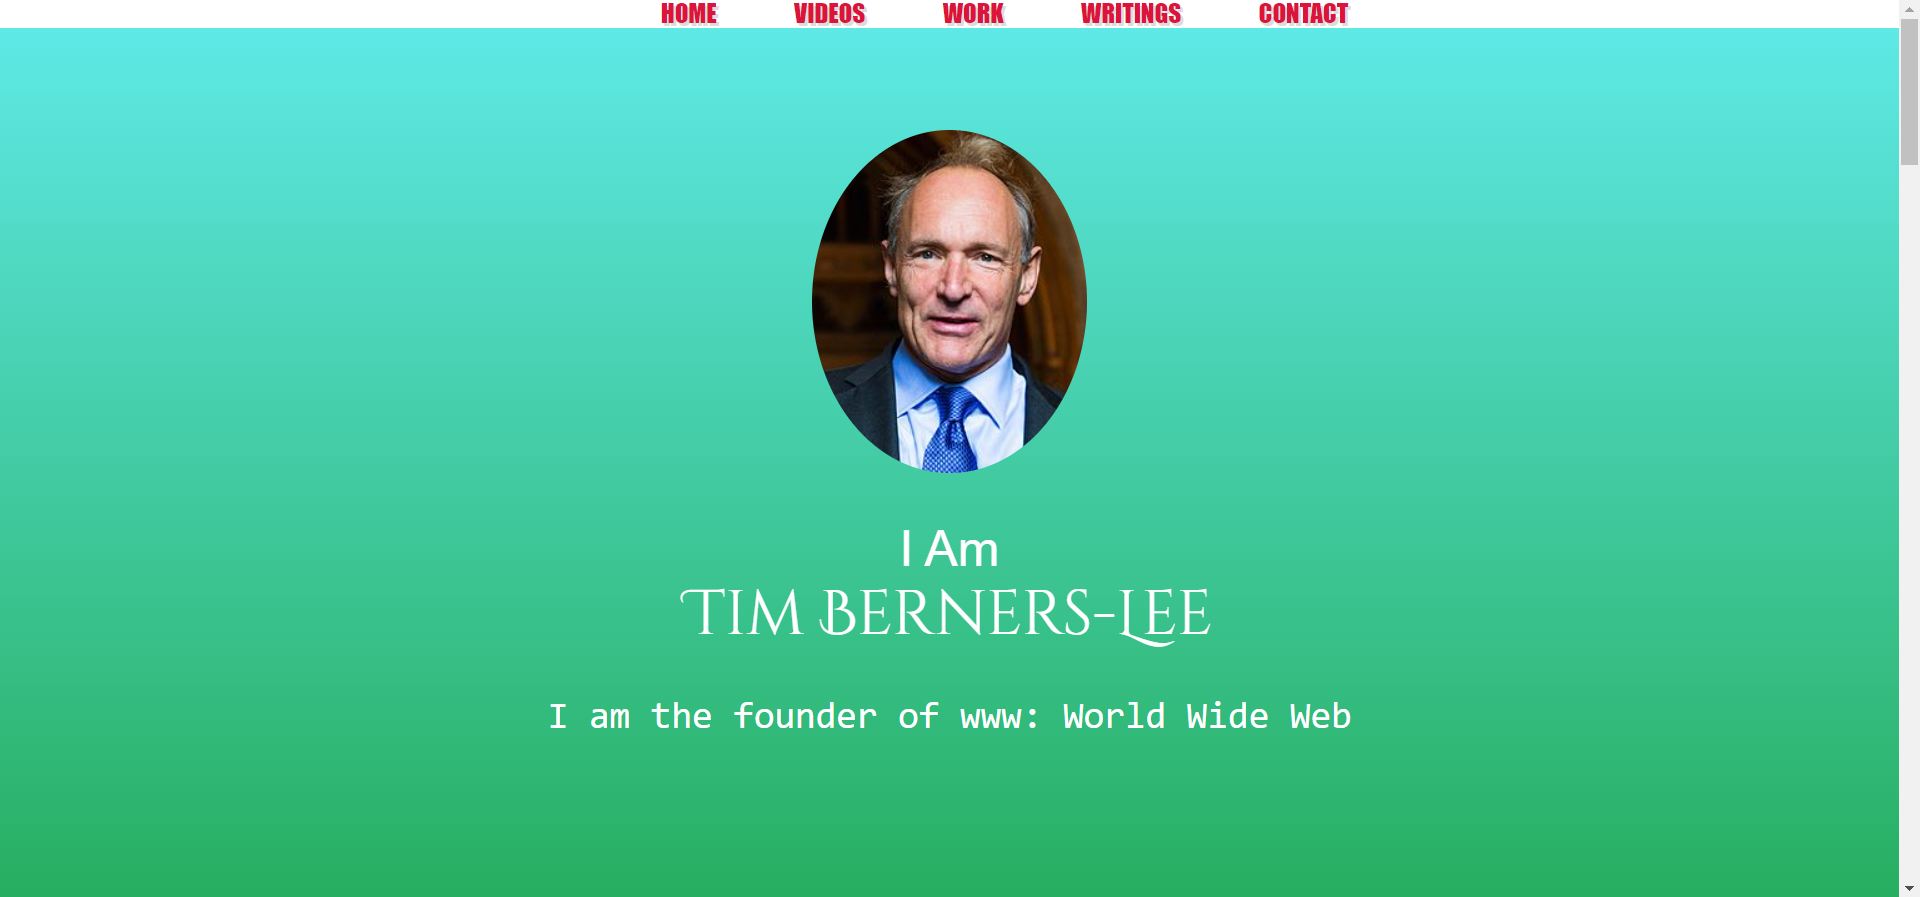 HOME VIDEOS WORK WRITINGS CONTACT
I Am
Tim Berners-Lee
I am the founder of www: World Wide Web